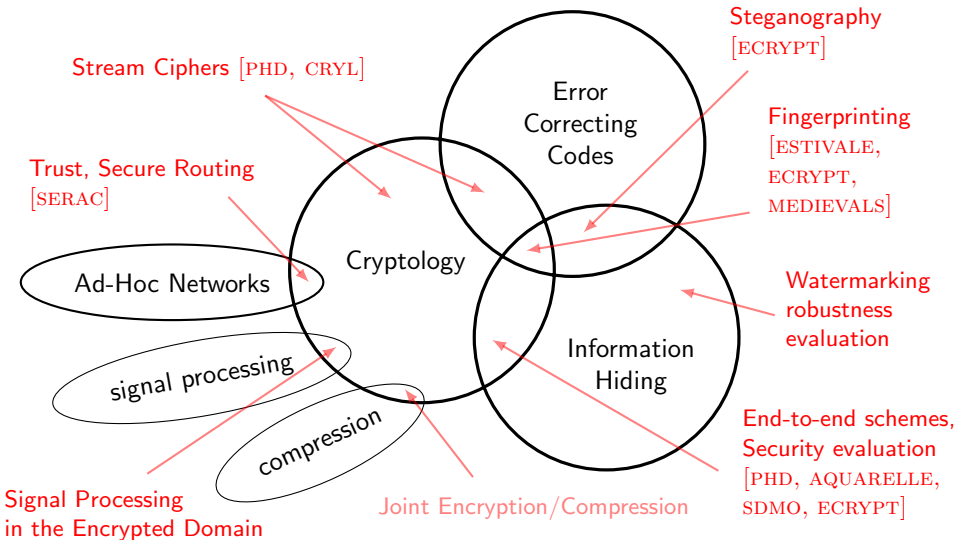 Steganography
[ECRYPT]
Stream Ciphers [PHD, CRYL]
Error
Correcting
Codes
Fingerprinting
[ESTIVALE,
ECRYPT,
MEDIEVALS]
Trust, Secure Routing
[SERAC]
Cryptology
Ad-Hoc Networks
Watermarking
robustness
evaluation
Information
Hiding
signal processing
compression
End-to-end schemes,
Security evaluation
[PHD, AQUARELLE,
SDMO, ECRYPT]
Signal Processing
in the Encrypted Domain
Joint Encryption/Compression